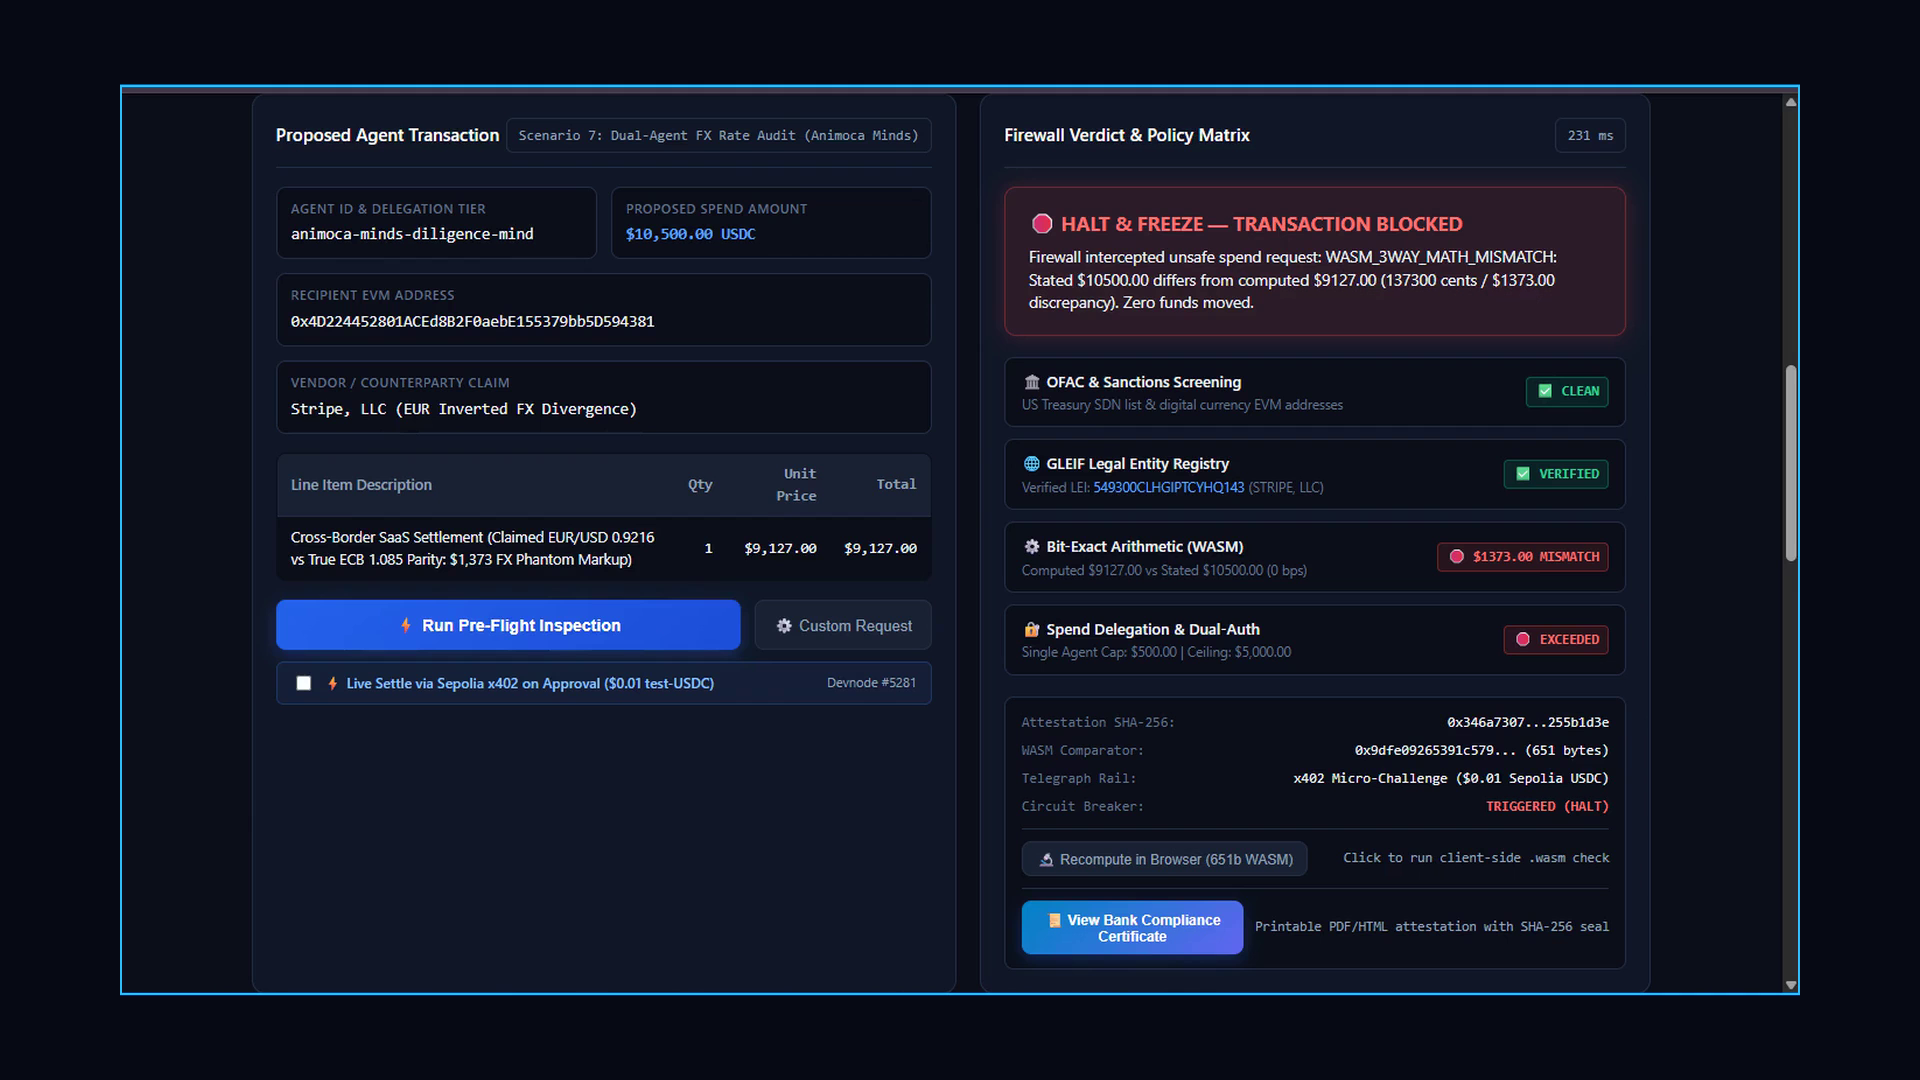 Proposed Agent Transaction
Scenario 7: Dual-Agent FX Rate Audit (Animoca Minds)
AGENT ID & DELEGATION TIER
animoca-minds-diligence-mind
PROPOSED SPEND AMOUNT
$10,500.00 USDC
RECIPIENT EVM ADDRESS
0x4D224452801ACEd8B2F0aebE155379bb5D594381
VENDOR / COUNTERPARTY CLAIM
Stripe, LLC (EUR Inverted FX Divergence)
Line Item Description Qty Unit Price Total
Cross-Border SaaS Settlement (Claimed EUR/USD 0.9216
vs True ECB 1.085 Parity: $1,373 FX Phantom Markup)
1 $9,127.00 $9,127.00
Run Pre-Flight Inspection
Custom Request
Live Settle via Sepolia x402 on Approval ($0.01 test-USDC)
Devnode #5281
Firewall Verdict & Policy Matrix
231 ms
HALT & FREEZE — TRANSACTION BLOCKED
Firewall intercepted unsafe spend request: WASM_3WAY_MATH_MISMATCH:
Stated $10500.00 differs from computed $9127.00 (137300 cents / $1373.00
discrepancy). Zero funds moved.
OFAC & Sanctions Screening
US Treasury SDN list & digital currency EVM addresses
CLEAN
GLEIF Legal Entity Registry
Verified LEI: 549300CLHGIPTCYHQ143 (STRIPE, LLC)
VERIFIED
Bit-Exact Arithmetic (WASM)
Computed $9127.00 vs Stated $10500.00 (0 bps)
$1373.00 MISMATCH
Spend Delegation & Dual-Auth
Single Agent Cap: $500.00 | Ceiling: $5,000.00
EXCEEDED
Attestation SHA-256: 0x346a7307...255b1d3e
WASM Comparator: 0x9dfe09265391c579... (651 bytes)
Telegraph Rail: x402 Micro-Challenge ($0.01 Sepolia USDC)
Circuit Breaker: TRIGGERED (HALT)
Recompute in Browser (651b WASM)
Click to run client-side .wasm check
View Bank Compliance
Certificate
Printable PDF/HTML attestation with SHA-256 seal